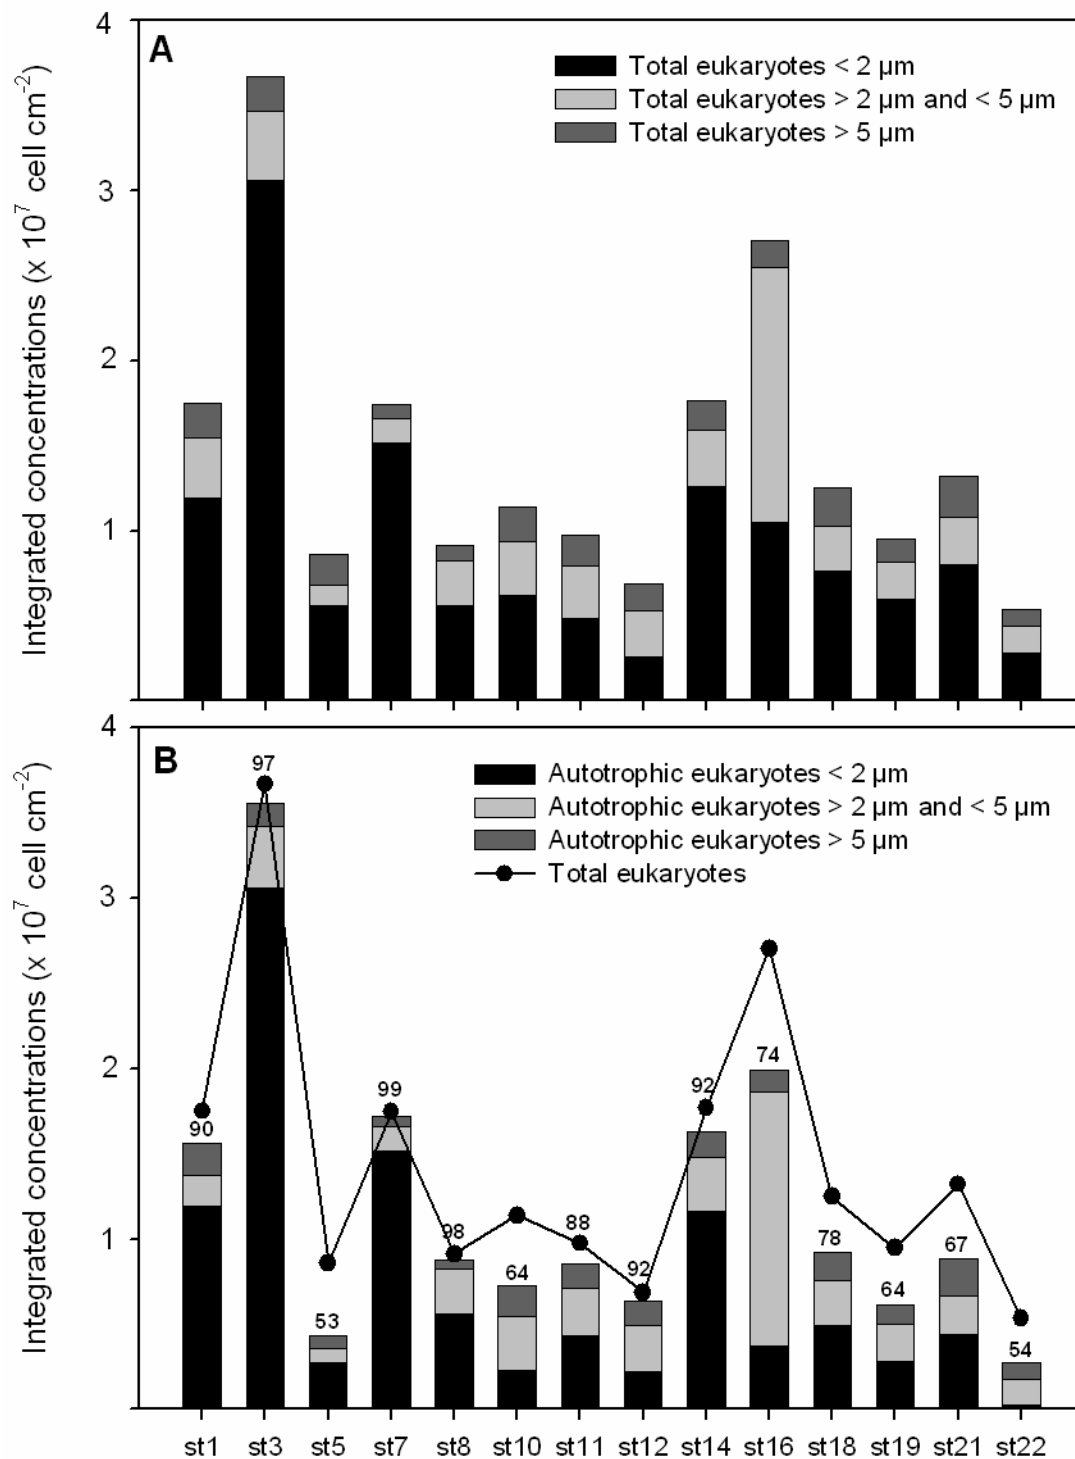 4
A
Total eukaryotes < 2 µm
Total eukaryotes > 2 µm and < 5 µm
Total eukaryotes > 5 µm
3
2
1
Integrated concentrations (x 10⁷ cell cm⁻²)
4
B
97
Autotrophic eukaryotes < 2 µm
Autotrophic eukaryotes > 2 µm and < 5 µm
Autotrophic eukaryotes > 5 µm
Total eukaryotes
3
2
1
Integrated concentrations (x 10⁷ cell cm⁻²)
90
53
99
98
64
88
92
92
74
78
64
67
54
st1 st3 st5 st7 st8 st10 st11 st12 st14 st16 st18 st19 st21 st22